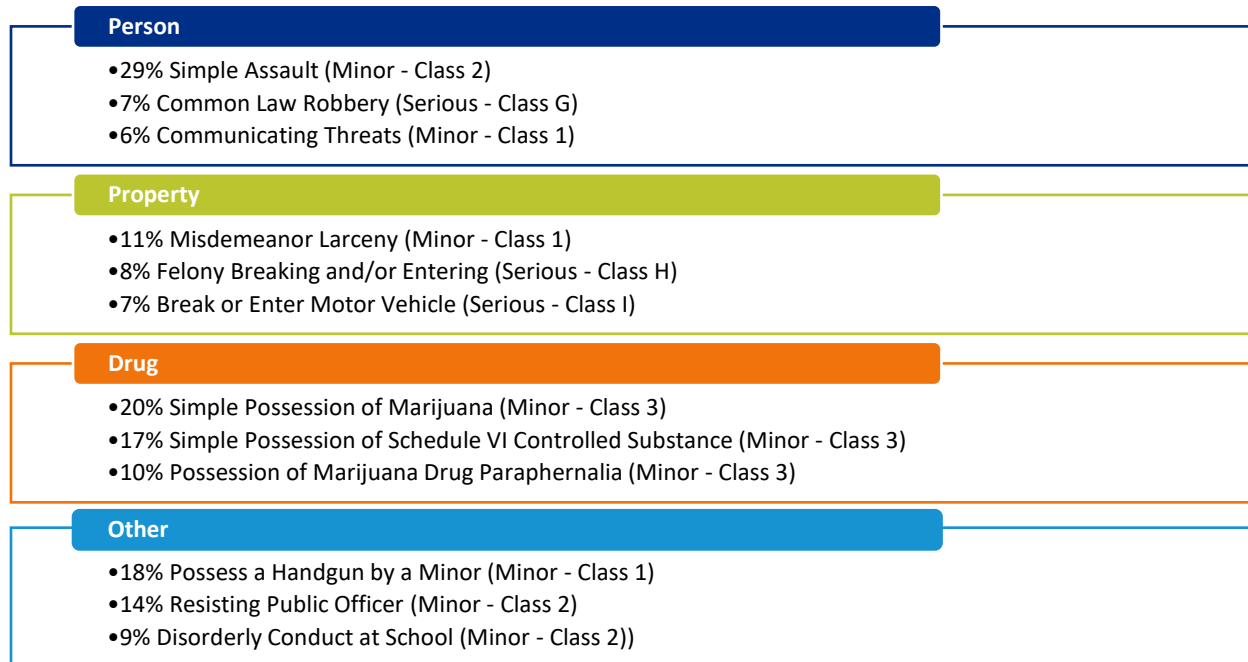 Person
•29% Simple Assault (Minor - Class 2)
•7% Common Law Robbery (Serious - Class G)
•6% Communicating Threats (Minor - Class 1)
Property
•11% Misdemeanor Larceny (Minor - Class 1)
•8% Felony Breaking and/or Entering (Serious - Class H)
•7% Break or Enter Motor Vehicle (Serious - Class I)
Drug
•20% Simple Possession of Marijuana (Minor - Class 3)
•17% Simple Possession of Schedule VI Controlled Substance (Minor - Class 3)
•10% Possession of Marijuana Drug Paraphernalia (Minor - Class 3)
Other
•18% Possess a Handgun by a Minor (Minor - Class 1)
•14% Resisting Public Officer (Minor - Class 2)
•9% Disorderly Conduct at School (Minor - Class 2))